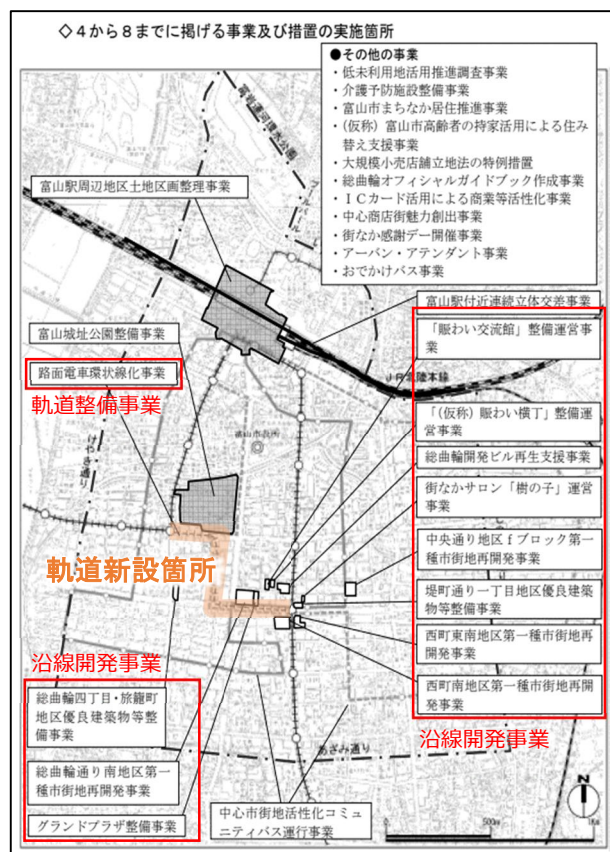 ◇４から８までに掲げる事業及び措置の実施箇所
●その他の事業
・低未利用地活用推進調査事業
・介護予防施設整備事業
・富山市まちなか居住推進事業
・(仮称) 富山市高齢者の持家活用による住み
替え支援事業
・大規模小売店舗立地法の特例措置
・総曲輪オフィシャルガイドブック作成事業
・ＩＣカード活用による商業等活性化事業
・中心商店街魅力創出事業
・街なか感謝デー開催事業
・アーバン・アテンダント事業
・おでかけバス事業
富岩運河環水公園
富山駅周辺地区土地区画整理事業
富山駅付近連続立体交差事業
富山城址公園整備事業
路面電車環状線化事業
軌道整備事業
けやき通り
富山市役所
ＪＲ北陸本線
「賑わい交流館」整備運営事
業
「(仮称) 賑わい横丁」整備運
営事業
総曲輪開発ビル再生支援事業
街なかサロン「樹の子」運営
事業
中央通り地区ｆブロック第一
種市街地再開発事業
堤町通り一丁目地区優良建築
物等整備事業
西町東南地区第一種市街地再
開発事業
西町南地区第一種市街地再開
発事業
沿線開発事業
軌道新設箇所
沿線開発事業
総曲輪四丁目・旅籠町
地区優良建築物等整
備事業
総曲輪通り南地区第一
種市街地再開発事業
グランドプラザ整備事業
中心市街地活性化コミュ
ニティバス運行事業
あざみ通り
N
0
500m
1Km